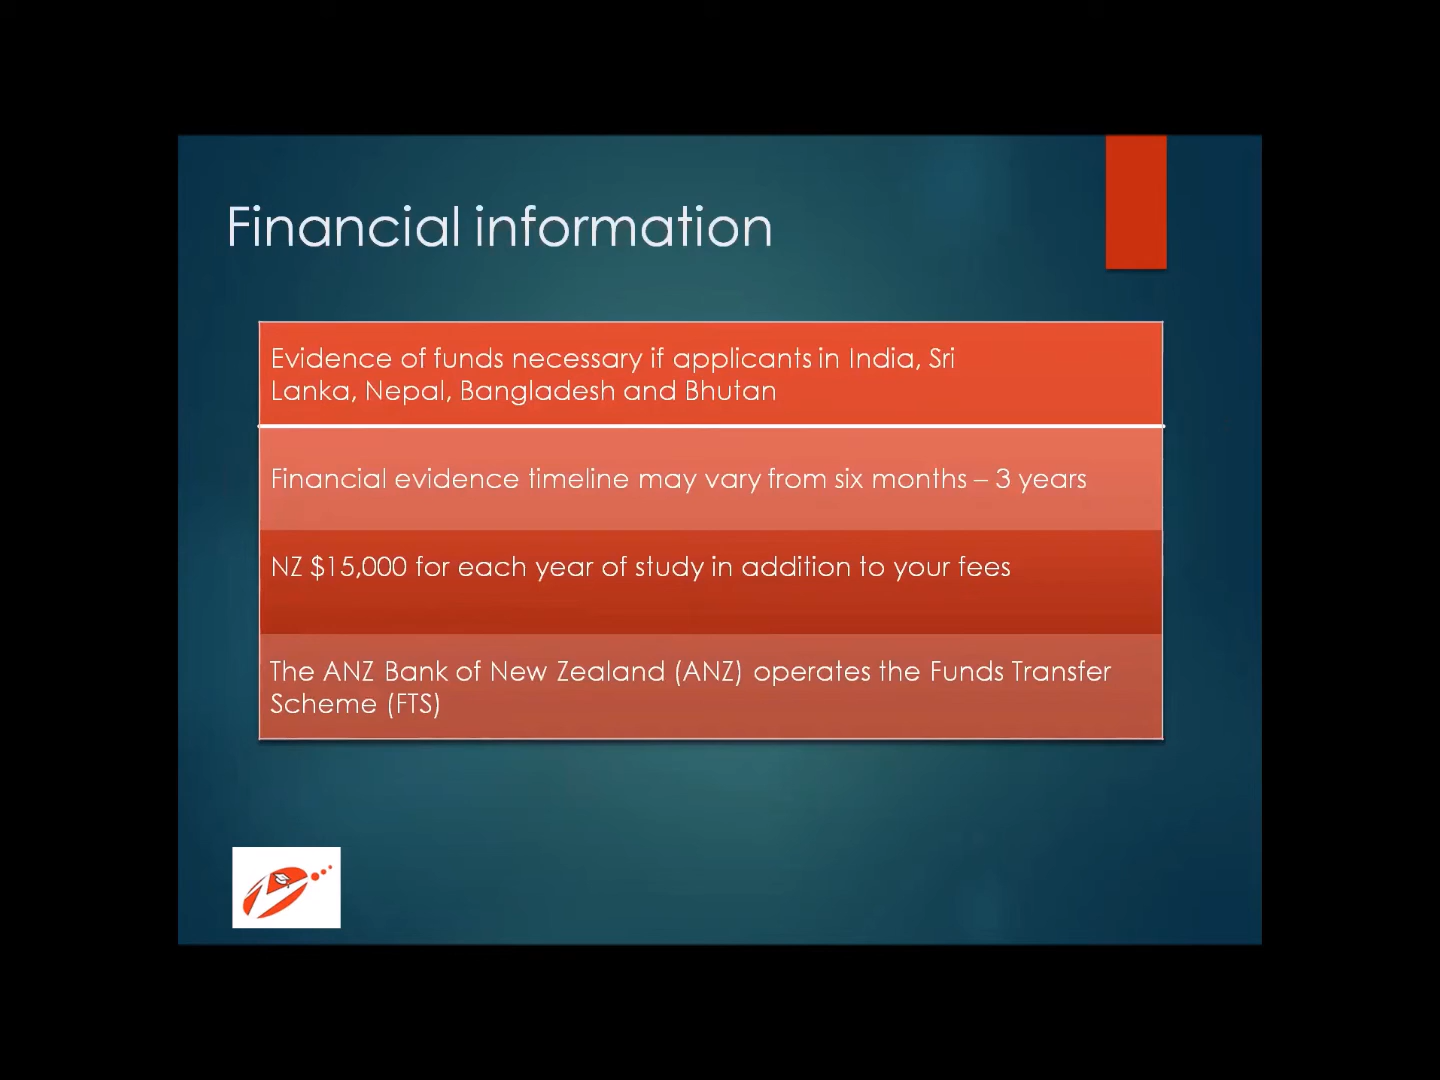 Financial information
Evidence of funds necessary if applicants in India, Sri
Lanka, Nepal, Bangladesh and Bhutan
Financial evidence timeline may vary from six months – 3 years
NZ $15,000 for each year of study in addition to your fees
The ANZ Bank of New Zealand (ANZ) operates the Funds Transfer
Scheme (FTS)